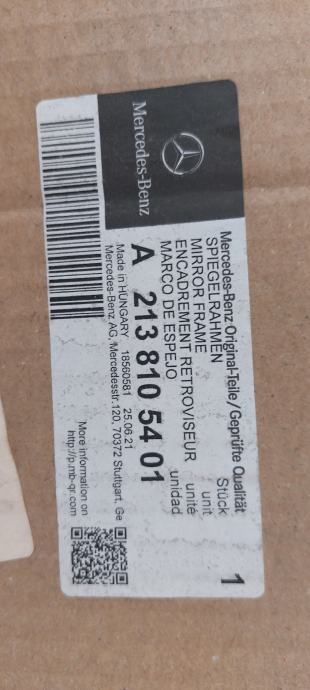 Mercedes-Benz
Mercedes-Benz Original-Teile/Geprüfte Qualität
SPIEGELRAHMEN Stück
MIRROR FRAME unit
ENCADREMENT RETROVISEUR unité
MARCO DE ESPEJO unidad
1
A 213 810 54 01
Made in HUNGARY 18560581 25.06.21
Mercedes-Benz AG, Mercedesstr.120, 70372 Stuttgart, Ge
More information on
http://p.mb-qr.com